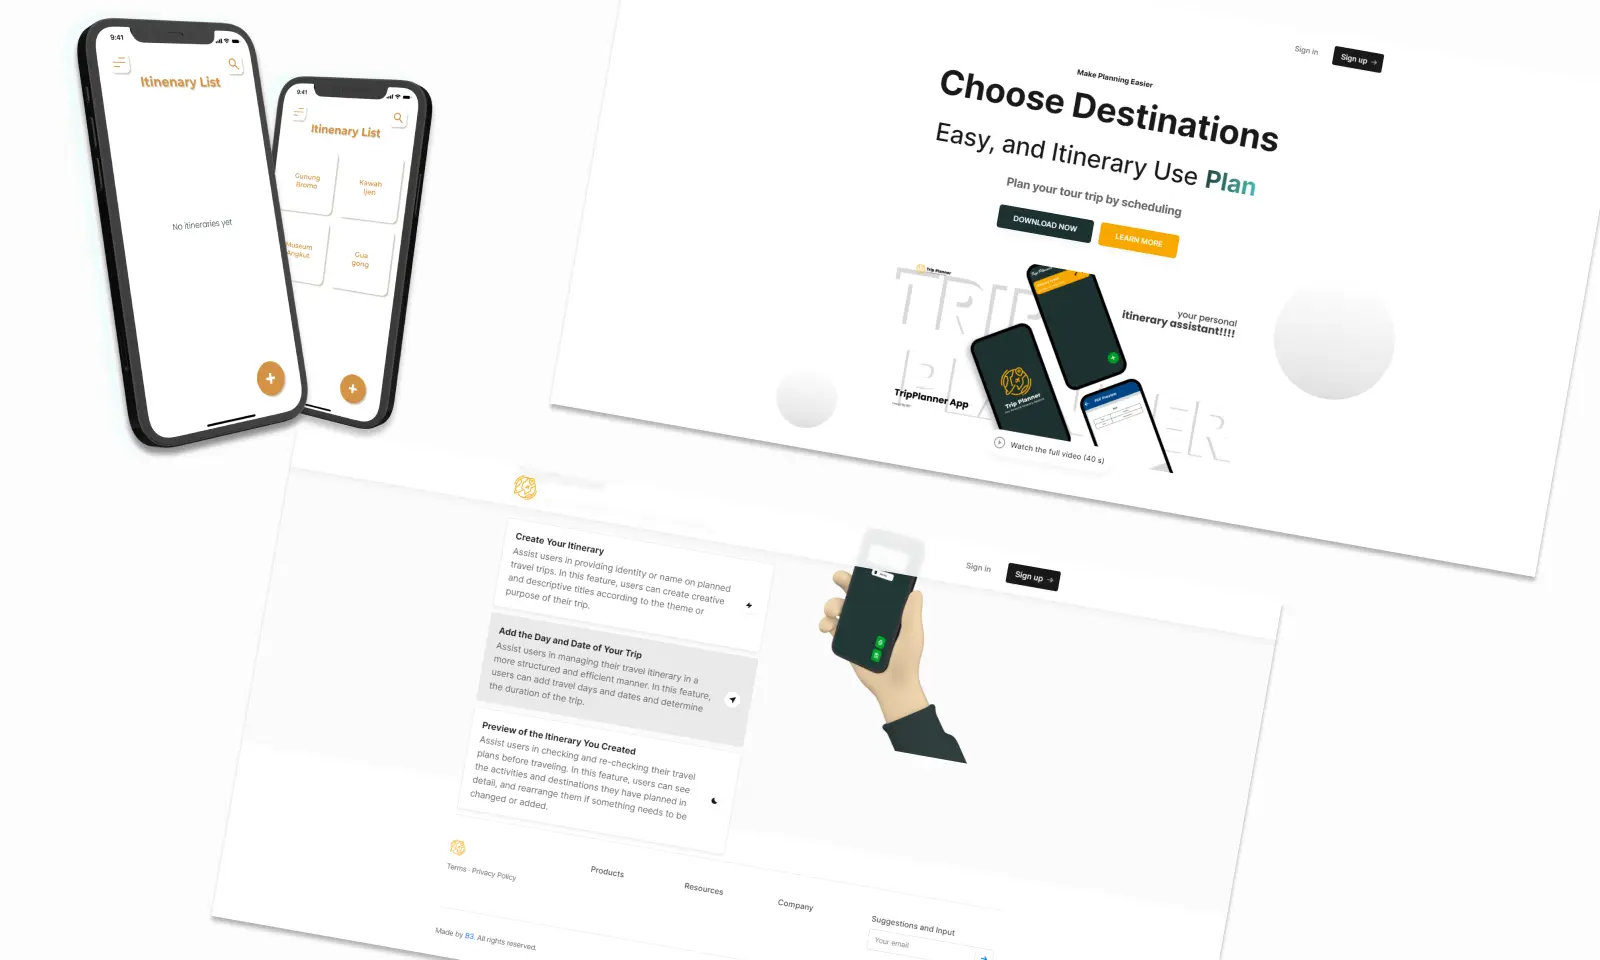 9:41
Itinenary List
No itineraries yet
+
9:41
Itinenary List
Gunung
Bromo
Kawah
Ijen
Museum
Angkut
Gua
gong
+
Sign in
Sign up →
Make Planning Easier
Choose Destinations
Easy, and Itinerary Use Plan
Plan your tour trip by scheduling
DOWNLOAD NOW
LEARN MORE
Trip Planner
TRIP
PLANNER
your personal
itinerary assistant!!!!
Trip Planner
PDF Preview
TripPlanner App
Watch the full video (40 s)
Sign in
Sign up →
Create Your Itinerary
Assist users in providing identity or name on planned
travel trips. In this feature, users can create creative
and descriptive titles according to the theme or
purpose of their trip.
Add the Day and Date of Your Trip
Assist users in managing their travel itinerary in a
more structured and efficient manner. In this feature,
users can add travel days and dates and determine
the duration of the trip.
Preview of the Itinerary You Created
Assist users in checking and re-checking their travel
plans before traveling. In this feature, users can see
the activities and destinations they have planned in
detail, and rearrange them if something needs to be
changed or added.
Terms · Privacy Policy
Products
Resources
Company
Suggestions and Input
Your email
Made by B3. All rights reserved.